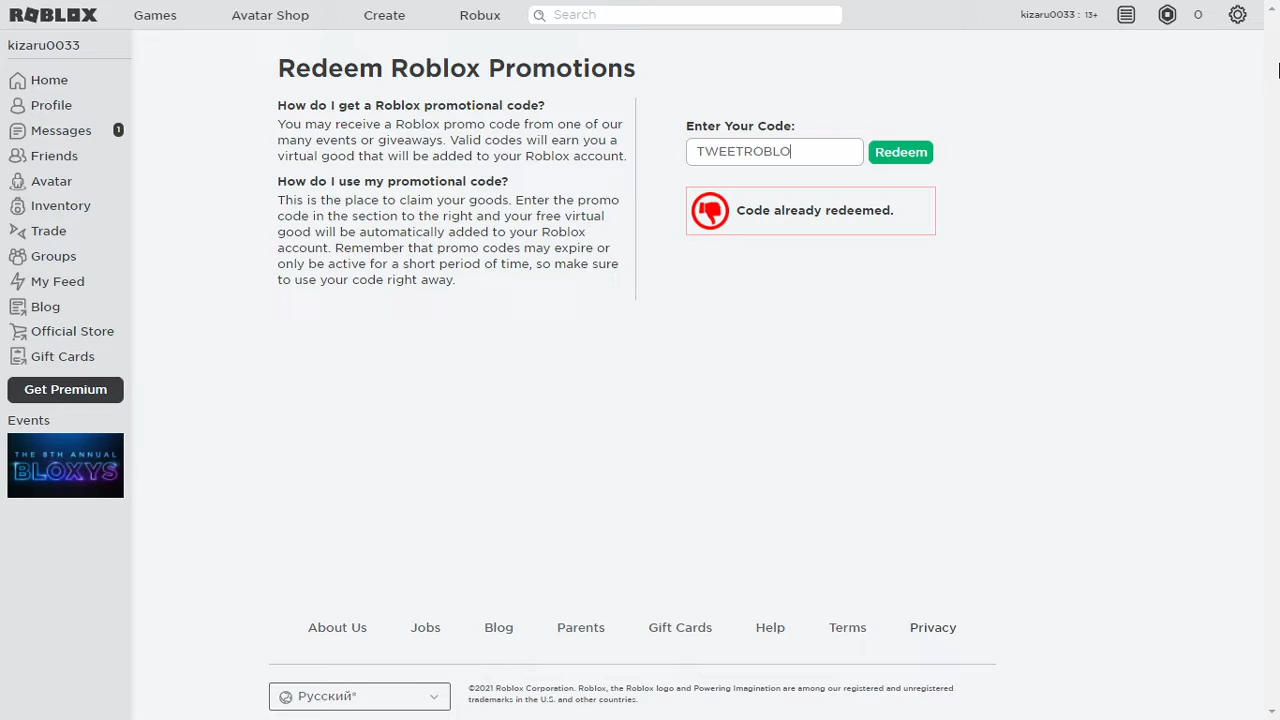 ROBLOX
Games
Avatar Shop
Create
Robux
Search
kizaru0033 : 13+
0
kizaru0033
Home
Profile
Messages
1
Friends
Avatar
Inventory
Trade
Groups
My Feed
Blog
Official Store
Gift Cards
Get Premium
Events
THE 8TH ANNUAL
BLOXYS
Redeem Roblox Promotions
How do I get a Roblox promotional code?
You may receive a Roblox promo code from one of our
many events or giveaways. Valid codes will earn you a
virtual good that will be added to your Roblox account.
How do I use my promotional code?
This is the place to claim your goods. Enter the promo
code in the section to the right and your free virtual
good will be automatically added to your Roblox
account. Remember that promo codes may expire or
only be active for a short period of time, so make sure
to use your code right away.
Enter Your Code:
TWEETROBLO
Redeem
Code already redeemed.
About Us
Jobs
Blog
Parents
Gift Cards
Help
Terms
Privacy
Русский*
©2021 Roblox Corporation. Roblox, the Roblox logo and Powering Imagination are among our registered and unregistered
trademarks in the U.S. and other countries.